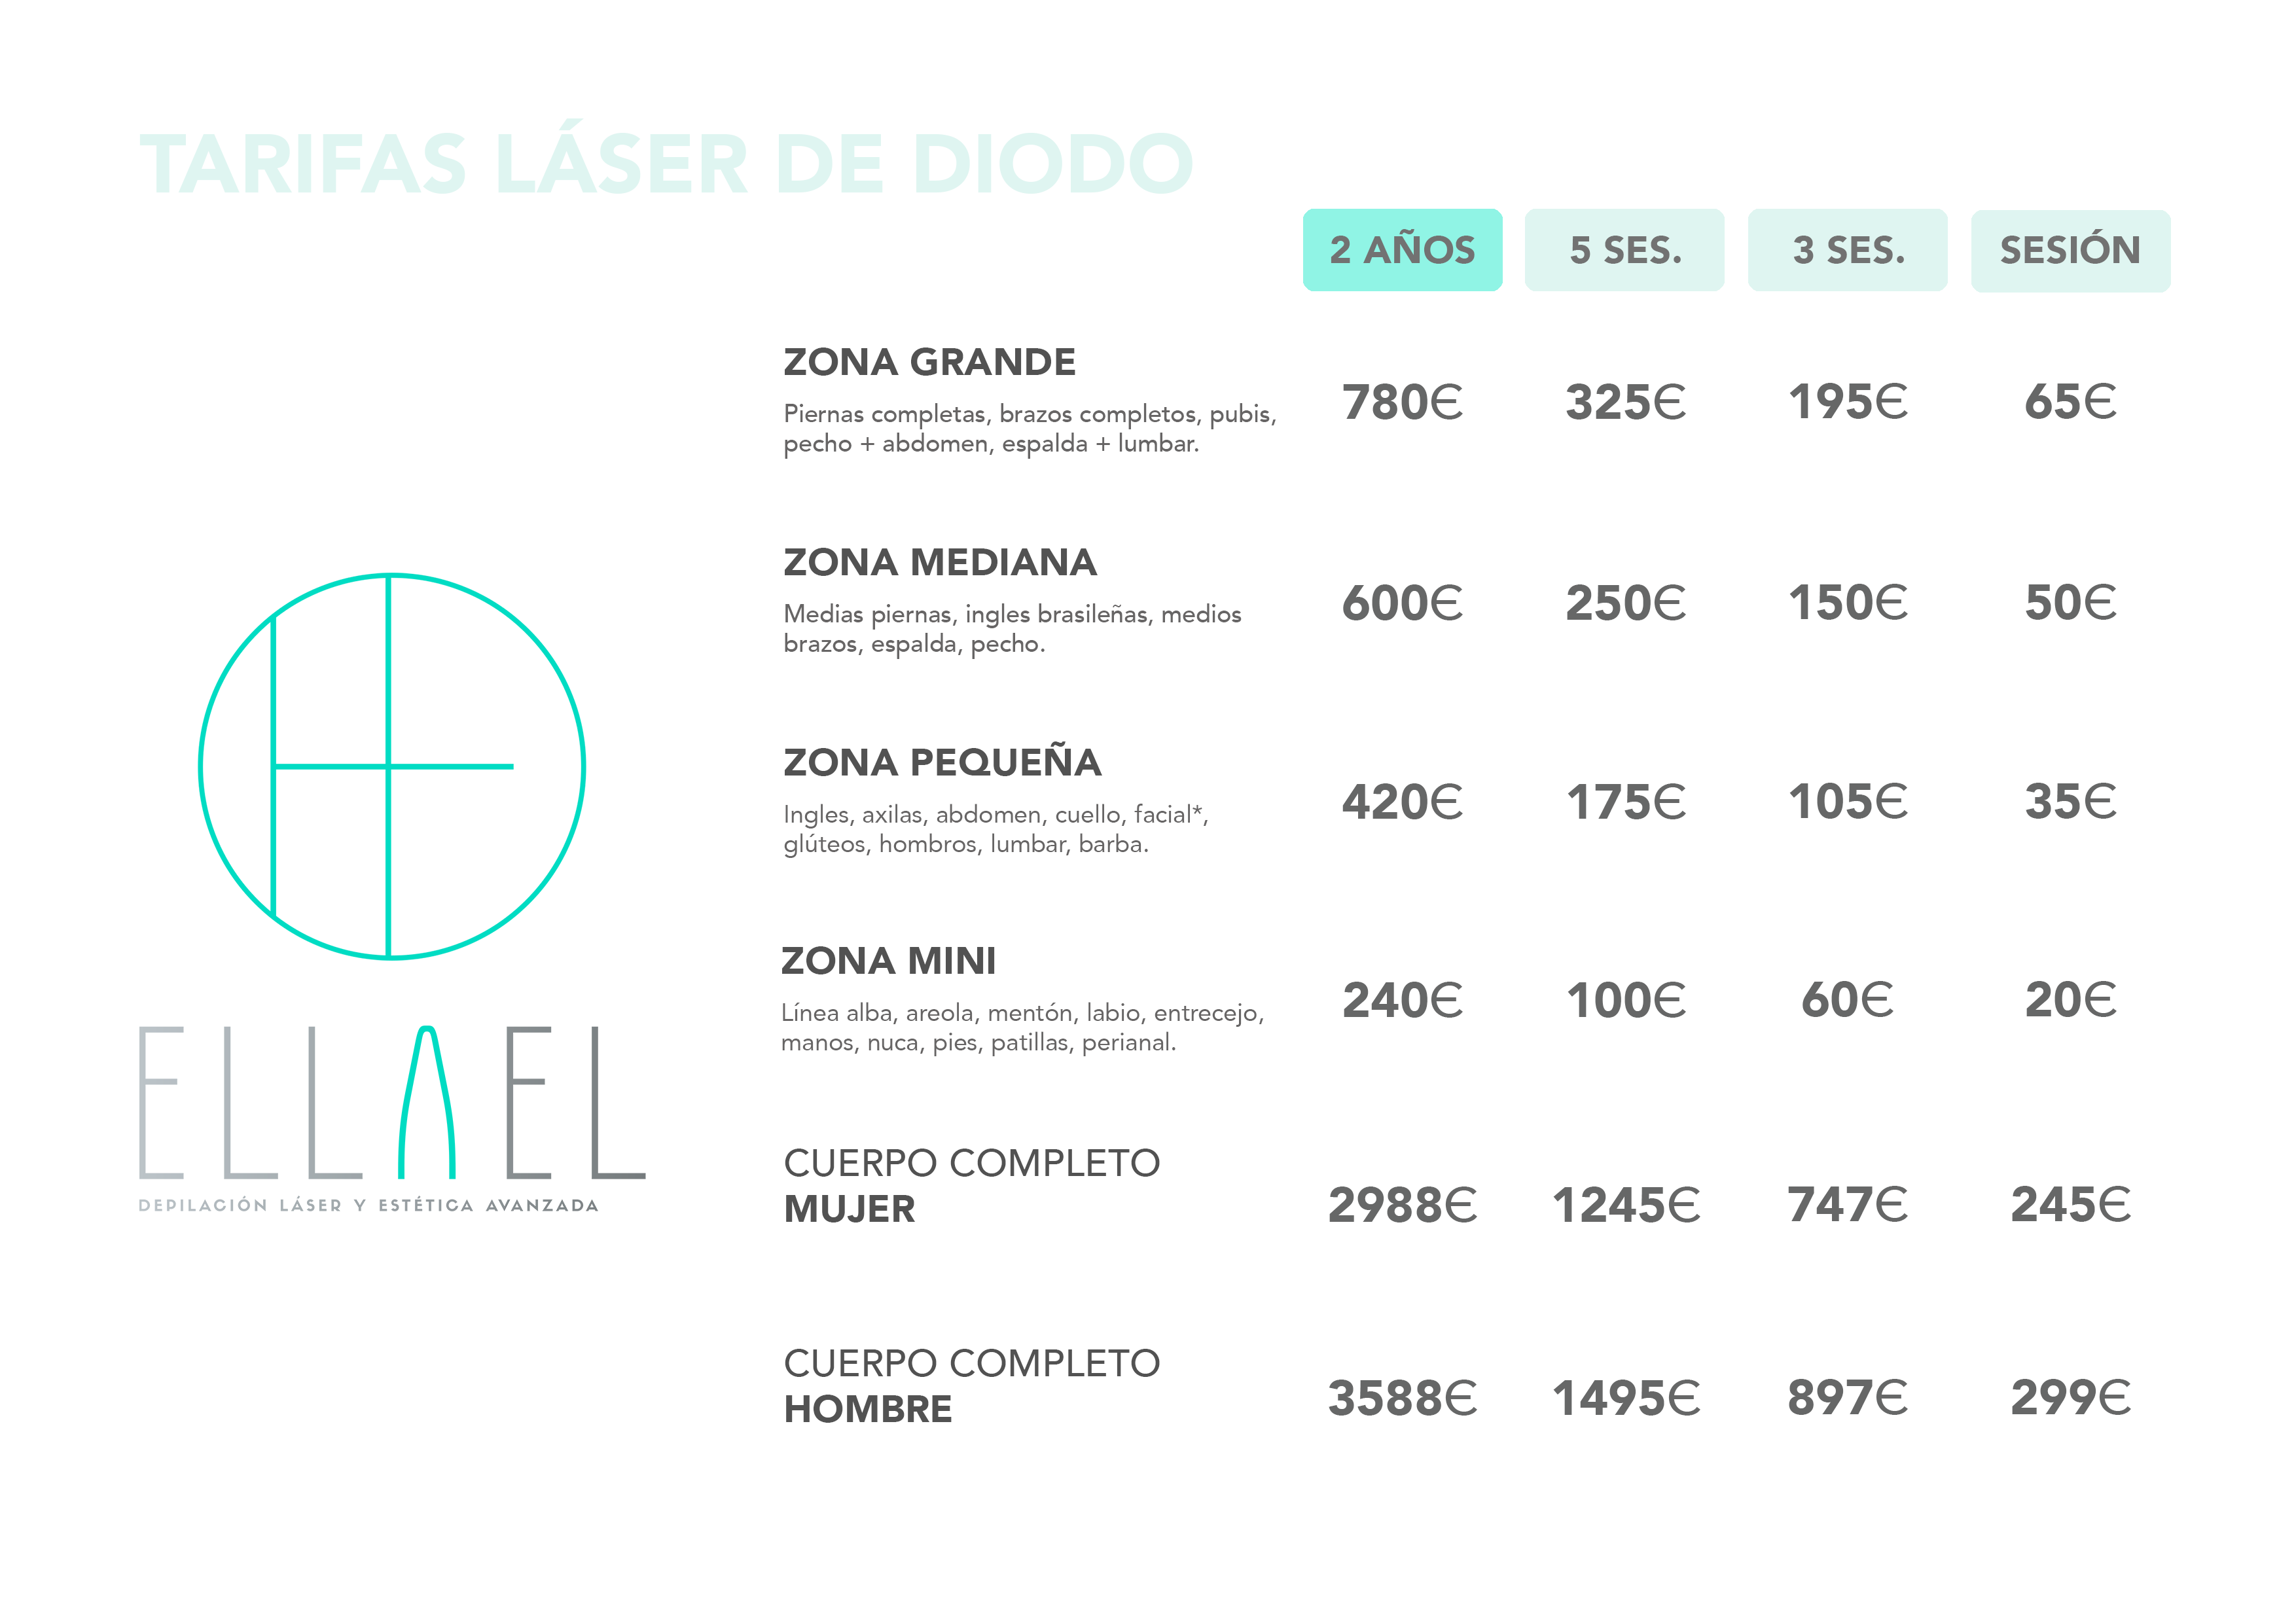 TARIFAS LÁSER DE DIODO
2 AÑOS 5 SES. 3 SES. SESIÓN
ZONA GRANDE
Piernas completas, brazos completos, pubis,
pecho + abdomen, espalda + lumbar.
780€ 325€ 195€ 65€
ZONA MEDIANA
Medias piernas, ingles brasileñas, medios
brazos, espalda, pecho.
600€ 250€ 150€ 50€
ZONA PEQUEÑA
Ingles, axilas, abdomen, cuello, facial*,
glúteos, hombros, lumbar, barba.
420€ 175€ 105€ 35€
ZONA MINI
Línea alba, areola, mentón, labio, entrecejo,
manos, nuca, pies, patillas, perianal.
240€ 100€ 60€ 20€
CUERPO COMPLETO
MUJER
2988€ 1245€ 747€ 245€
CUERPO COMPLETO
HOMBRE
3588€ 1495€ 897€ 299€
ELLAEL
DEPILACIÓN LÁSER Y ESTÉTICA AVANZADA